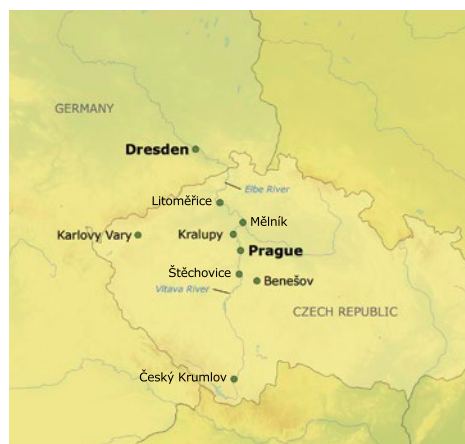 GERMANY
Dresden
Elbe River
Litoměřice
Mělník
Karlovy Vary
Kralupy
Prague
Štěchovice
Benešov
Vltava River
CZECH REPUBLIC
Český Krumlov